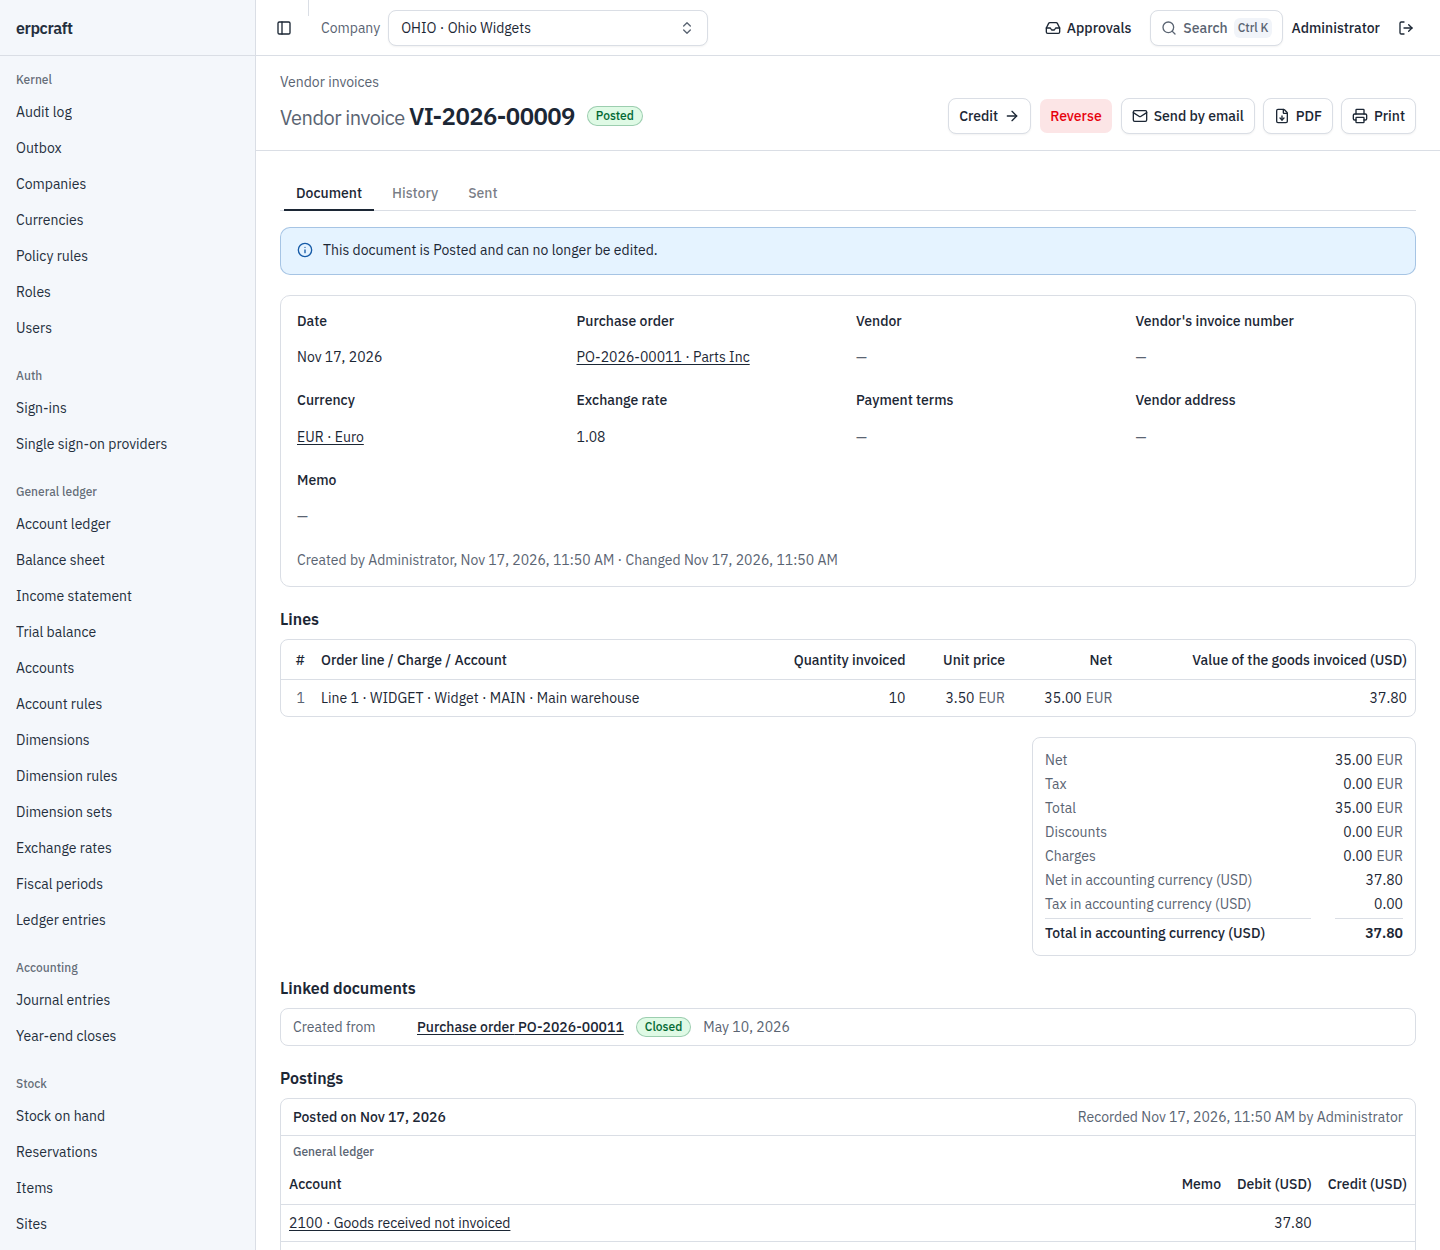 erpcraft
Company
OHIO · Ohio Widgets
Approvals
Search Ctrl K
Administrator
Kernel
Audit log
Outbox
Companies
Currencies
Policy rules
Roles
Users
Auth
Sign-ins
Single sign-on providers
General ledger
Account ledger
Balance sheet
Income statement
Trial balance
Accounts
Account rules
Dimensions
Dimension rules
Dimension sets
Exchange rates
Fiscal periods
Ledger entries
Accounting
Journal entries
Year-end closes
Stock
Stock on hand
Reservations
Items
Sites
Vendor invoices
Vendor invoice VI-2026-00009 Posted
Credit
Reverse
Send by email
PDF
Print
Document History Sent
This document is Posted and can no longer be edited.
Date Purchase order Vendor Vendor's invoice number
Nov 17, 2026 PO-2026-00011 · Parts Inc — —
Currency Exchange rate Payment terms Vendor address
EUR · Euro 1.08 — —
Memo
—
Created by Administrator, Nov 17, 2026, 11:50 AM · Changed Nov 17, 2026, 11:50 AM
Lines
# Order line / Charge / Account Quantity invoiced Unit price Net Value of the goods invoiced (USD)
1 Line 1 · WIDGET · Widget · MAIN · Main warehouse 10 3.50 EUR 35.00 EUR 37.80
Net 35.00 EUR
Tax 0.00 EUR
Total 35.00 EUR
Discounts 0.00 EUR
Charges 0.00 EUR
Net in accounting currency (USD) 37.80
Tax in accounting currency (USD) 0.00
Total in accounting currency (USD) 37.80
Linked documents
Created from Purchase order PO-2026-00011 Closed May 10, 2026
Postings
Posted on Nov 17, 2026 Recorded Nov 17, 2026, 11:50 AM by Administrator
General ledger
Account Memo Debit (USD) Credit (USD)
2100 · Goods received not invoiced 37.80